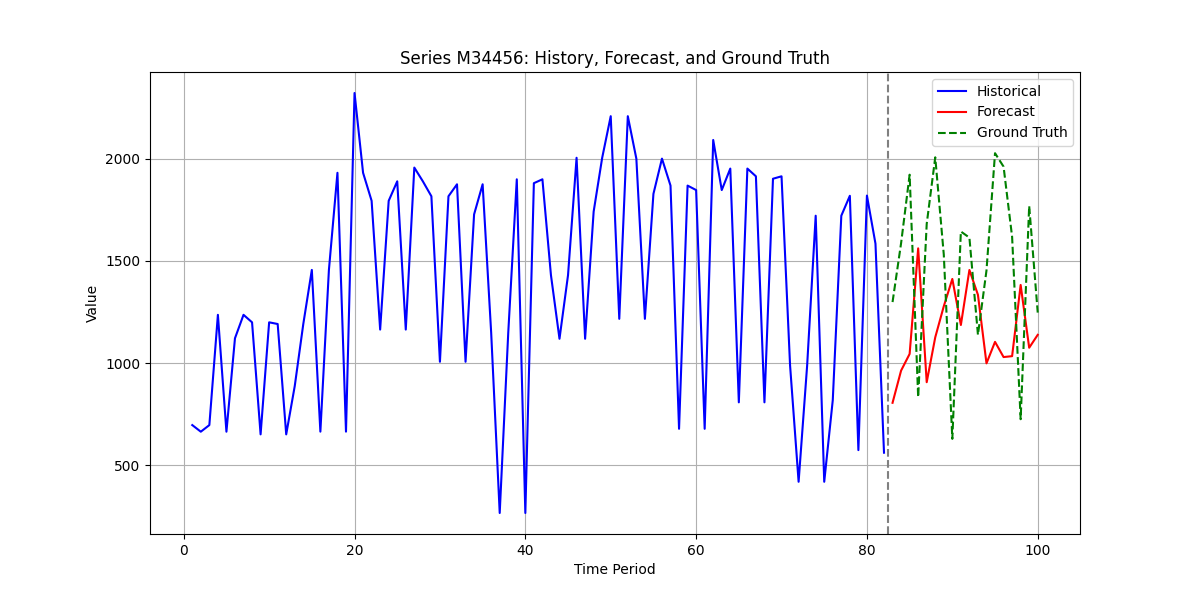 Series M34456: History, Forecast, and Ground Truth
Historical
Forecast
Ground Truth
2000
1500
1000
500
Value
0 20 40 60 80 100
Time Period